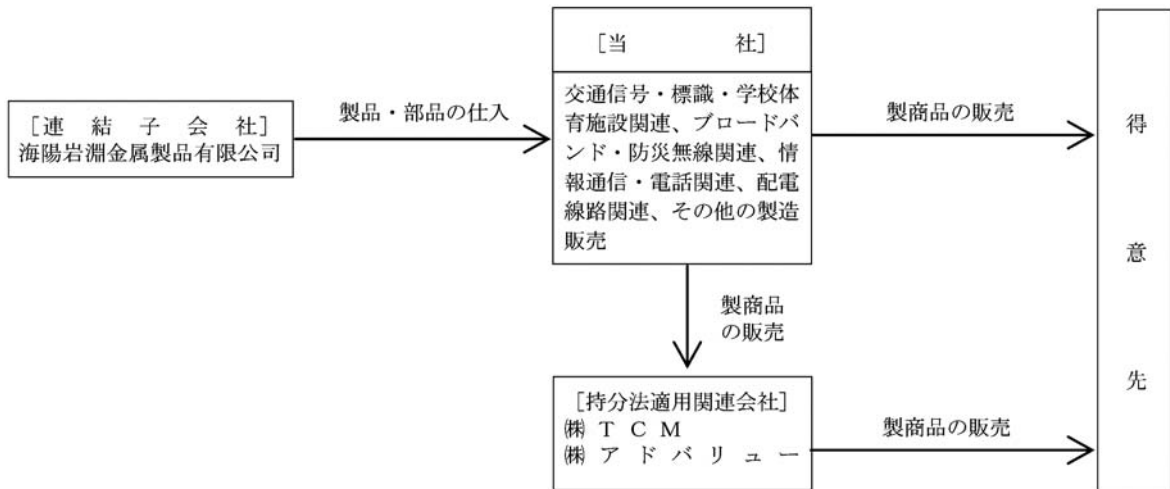 ［当　　　　社］
交通信号・標識・学校体
育施設関連、ブロードバ
ンド・防災無線関連、情
報通信・電話関連、配電
線路関連、その他の製造
販売
［連　結　子　会　社］
海陽岩淵金属製品有限公司
製品・部品の仕入
製商品の販売
製商品
の販売
［持分法適用関連会社］
㈱　Ｔ　Ｃ　Ｍ
㈱　ア　ド　バ　リ　ュ　ー
製商品の販売
得
意
先